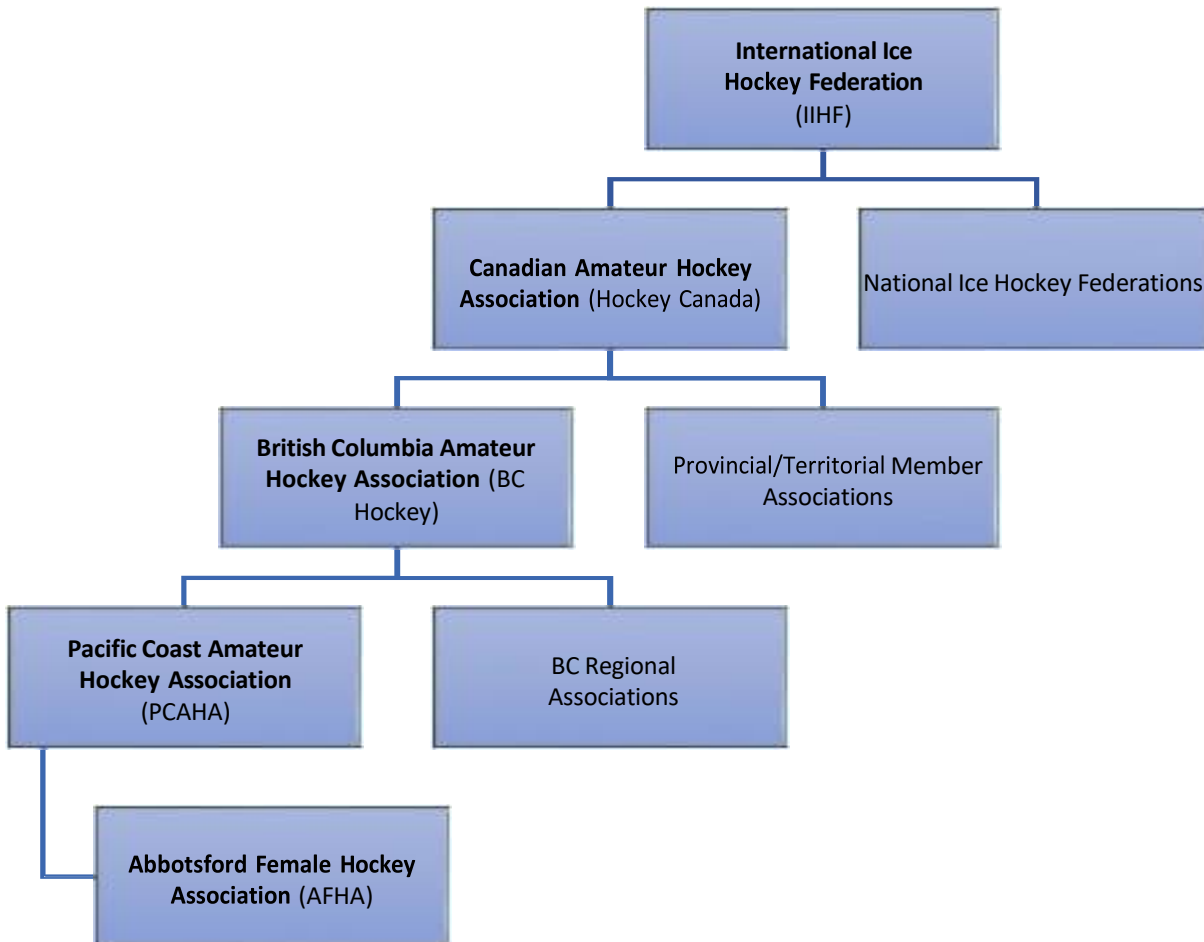 International Ice
Hockey Federation
(IIHF)
Canadian Amateur Hockey
Association (Hockey Canada)
National Ice Hockey Federations
British Columbia Amateur
Hockey Association (BC
Hockey)
Provincial/Territorial Member
Associations
Pacific Coast Amateur
Hockey Association
(PCAHA)
BC Regional
Associations
Abbotsford Female Hockey
Association (AFHA)